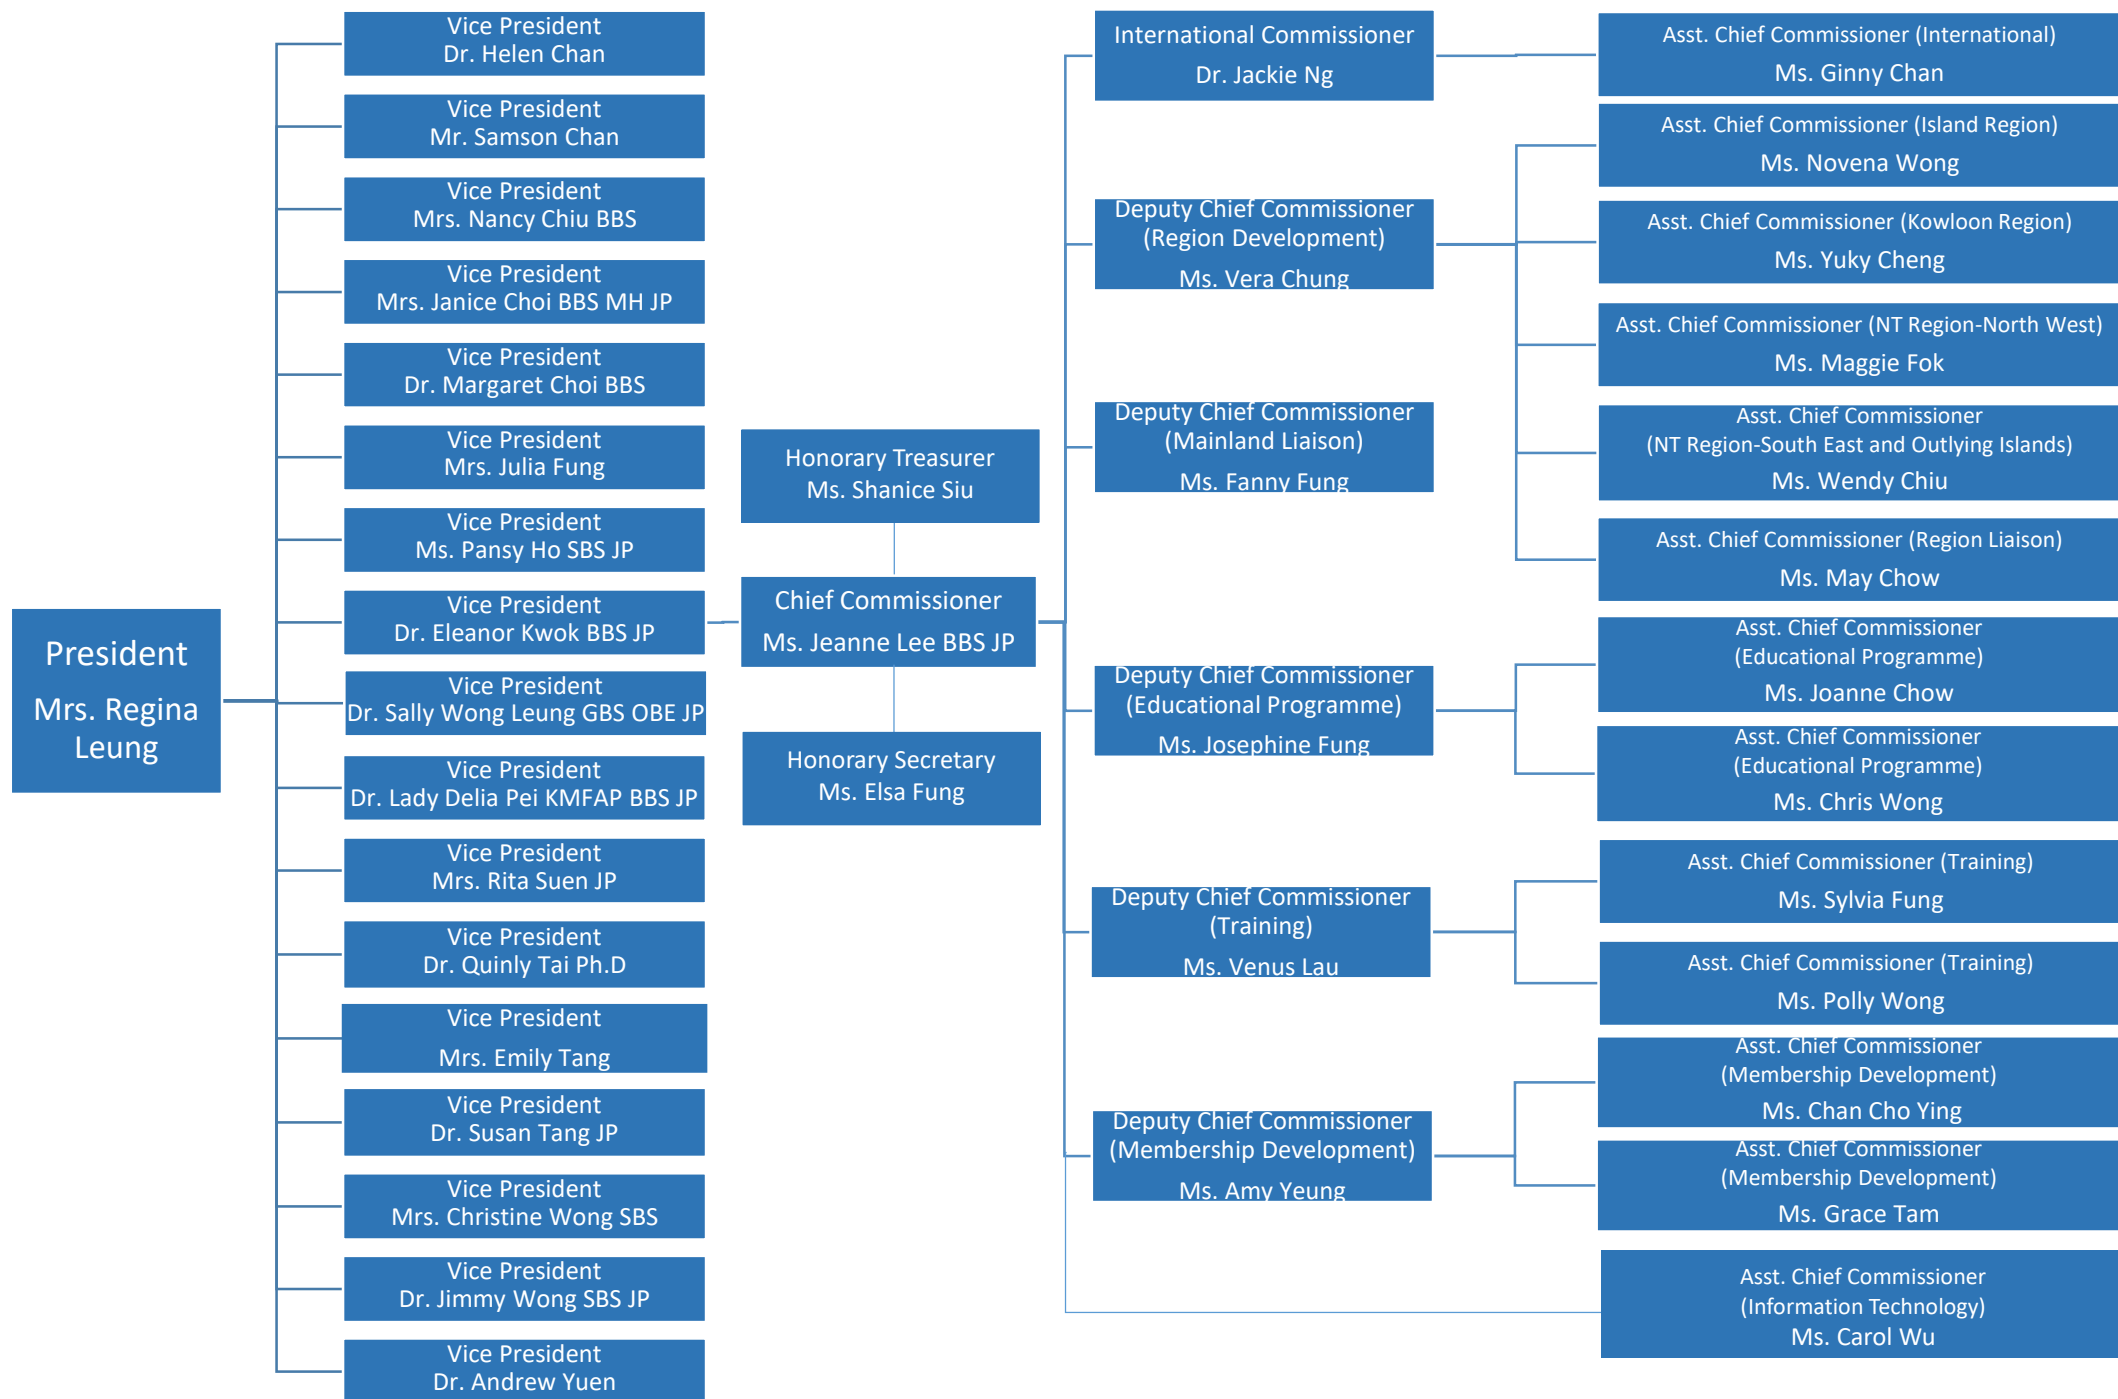 President
Mrs. Regina
Leung
Vice President
Dr. Helen Chan
Vice President
Mr. Samson Chan
Vice President
Mrs. Nancy Chiu BBS
Vice President
Mrs. Janice Choi BBS MH JP
Vice President
Dr. Margaret Choi BBS
Vice President
Mrs. Julia Fung
Vice President
Ms. Pansy Ho SBS JP
Vice President
Dr. Eleanor Kwok BBS JP
Vice President
Dr. Sally Wong Leung GBS OBE JP
Vice President
Dr. Lady Delia Pei KMFAP BBS JP
Vice President
Mrs. Rita Suen JP
Vice President
Dr. Quinly Tai Ph.D
Vice President
Mrs. Emily Tang
Vice President
Dr. Susan Tang JP
Vice President
Mrs. Christine Wong SBS
Vice President
Dr. Jimmy Wong SBS JP
Vice President
Dr. Andrew Yuen
Honorary Treasurer
Ms. Shanice Siu
Chief Commissioner
Ms. Jeanne Lee BBS JP
Honorary Secretary
Ms. Elsa Fung
International Commissioner
Dr. Jackie Ng
Deputy Chief Commissioner
(Region Development)
Ms. Vera Chung
Deputy Chief Commissioner
(Mainland Liaison)
Ms. Fanny Fung
Deputy Chief Commissioner
(Educational Programme)
Ms. Josephine Fung
Deputy Chief Commissioner
(Training)
Ms. Venus Lau
Deputy Chief Commissioner
(Membership Development)
Ms. Amy Yeung
Asst. Chief Commissioner (International)
Ms. Ginny Chan
Asst. Chief Commissioner (Island Region)
Ms. Novena Wong
Asst. Chief Commissioner (Kowloon Region)
Ms. Yuky Cheng
Asst. Chief Commissioner (NT Region-North West)
Ms. Maggie Fok
Asst. Chief Commissioner
(NT Region-South East and Outlying Islands)
Ms. Wendy Chiu
Asst. Chief Commissioner (Region Liaison)
Ms. May Chow
Asst. Chief Commissioner
(Educational Programme)
Ms. Joanne Chow
Asst. Chief Commissioner
(Educational Programme)
Ms. Chris Wong
Asst. Chief Commissioner (Training)
Ms. Sylvia Fung
Asst. Chief Commissioner (Training)
Ms. Polly Wong
Asst. Chief Commissioner
(Membership Development)
Ms. Chan Cho Ying
Asst. Chief Commissioner
(Membership Development)
Ms. Grace Tam
Asst. Chief Commissioner
(Information Technology)
Ms. Carol Wu